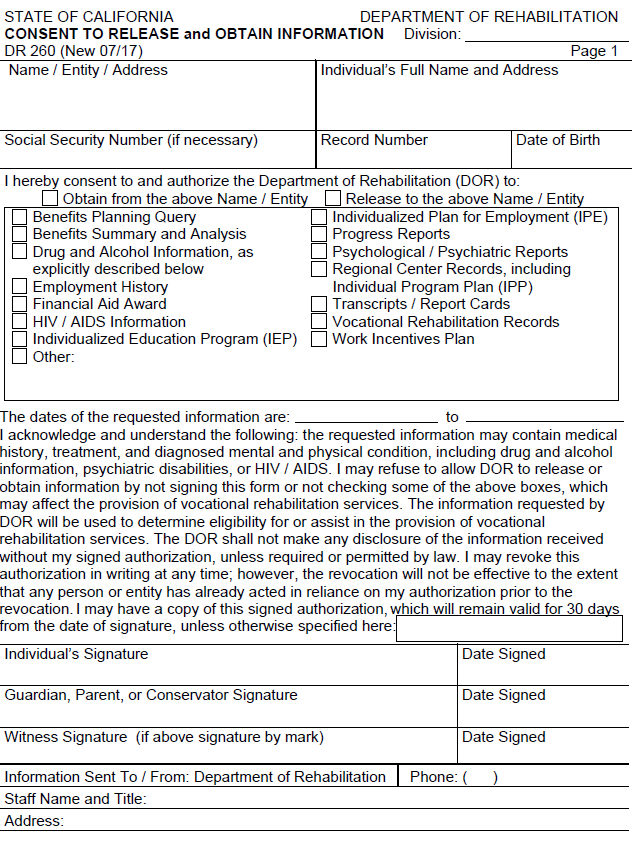 STATE OF CALIFORNIA DEPARTMENT OF REHABILITATION
CONSENT TO RELEASE and OBTAIN INFORMATION Division:
DR 260 (New 07/17) Page 1
Name / Entity / Address Individual's Full Name and Address
Social Security Number (if necessary) Record Number Date of Birth
I hereby consent to and authorize the Department of Rehabilitation (DOR) to:
Obtain from the above Name / Entity Release to the above Name / Entity
Benefits Planning Query
Benefits Summary and Analysis
Drug and Alcohol Information, as
explicitly described below
Employment History
Financial Aid Award
HIV / AIDS Information
Individualized Education Program (IEP)
Other:
Individualized Plan for Employment (IPE)
Progress Reports
Psychological / Psychiatric Reports
Regional Center Records, including
Individual Program Plan (IPP)
Transcripts / Report Cards
Vocational Rehabilitation Records
Work Incentives Plan
The dates of the requested information are: to
I acknowledge and understand the following: the requested information may contain medical
history, treatment, and diagnosed mental and physical condition, including drug and alcohol
information, psychiatric disabilities, or HIV / AIDS. I may refuse to allow DOR to release or
obtain information by not signing this form or not checking some of the above boxes, which
may affect the provision of vocational rehabilitation services. The information requested by
DOR will be used to determine eligibility for or assist in the provision of vocational
rehabilitation services. The DOR shall not make any disclosure of the information received
without my signed authorization, unless required or permitted by law. I may revoke this
authorization in writing at any time; however, the revocation will not be effective to the extent
that any person or entity has already acted in reliance on my authorization prior to the
revocation. I may have a copy of this signed authorization, which will remain valid for 30 days
from the date of signature, unless otherwise specified here:
Individual's Signature Date Signed
Guardian, Parent, or Conservator Signature Date Signed
Witness Signature (if above signature by mark) Date Signed
Information Sent To / From: Department of Rehabilitation Phone: ( )
Staff Name and Title:
Address: